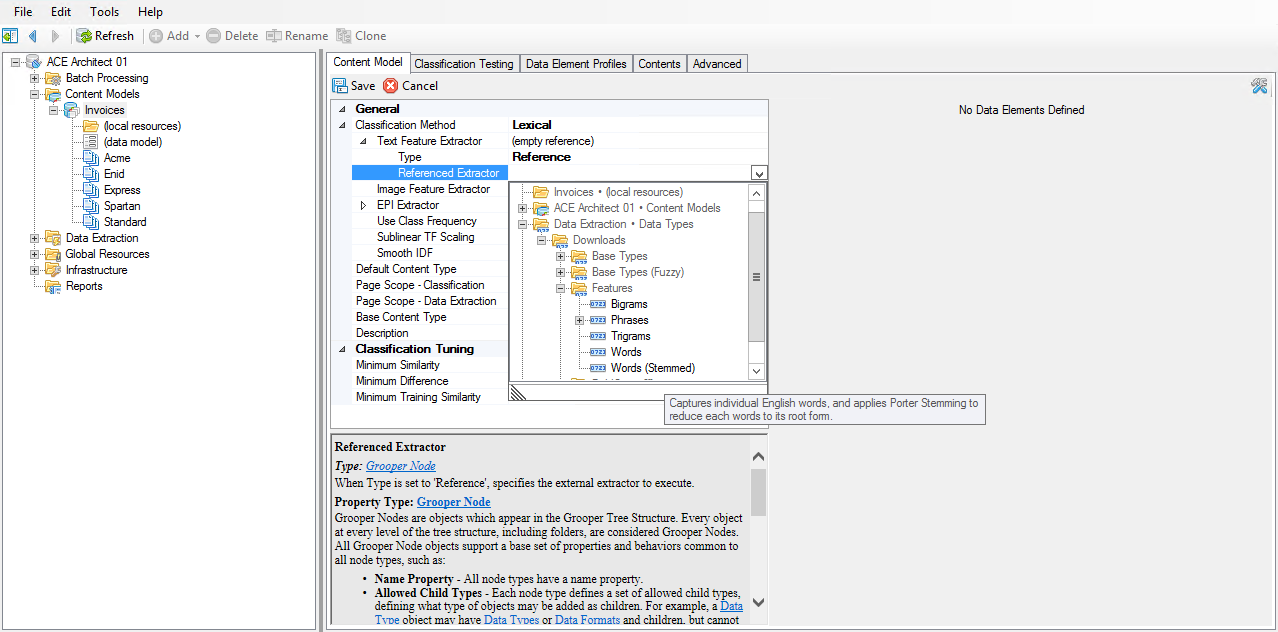 File Edit Tools Help
Refresh Add Delete Rename Clone
ACE Architect 01
Batch Processing
Content Models
Invoices
(local resources)
(data model)
Acme
Enid
Express
Spartan
Standard
Data Extraction
Global Resources
Infrastructure
Reports
Content Model Classification Testing Data Element Profiles Contents Advanced
Save Cancel
General
Classification Method Lexical
Text Feature Extractor (empty reference)
Type Reference
Referenced Extractor
Image Feature Extractor
EPI Extractor
Use Class Frequency
Sublinear TF Scaling
Smooth IDF
Default Content Type
Page Scope - Classification
Page Scope - Data Extraction
Base Content Type
Description
Classification Tuning
Minimum Similarity
Minimum Difference
Minimum Training Similarity
Invoices • (local resources)
ACE Architect 01 • Content Models
Data Extraction • Data Types
Downloads
Base Types
Base Types (Fuzzy)
Features
Bigrams
Phrases
Trigrams
Words
Words (Stemmed)
Captures individual English words, and applies Porter Stemming to
reduce each words to its root form.
Referenced Extractor
Type: Grooper Node
When Type is set to 'Reference', specifies the external extractor to execute.
Property Type: Grooper Node
Grooper Nodes are objects which appear in the Grooper Tree Structure. Every object
at every level of the tree structure, including folders, are considered Grooper Nodes.
All Grooper Node objects support a base set of properties and behaviors common to
all node types, such as:
• Name Property - All node types have a name property.
• Allowed Child Types - Each node type defines a set of allowed child types,
defining what type of objects may be added as children. For example, a Data
Type object may have Data Types or Data Formats and children, but cannot
No Data Elements Defined